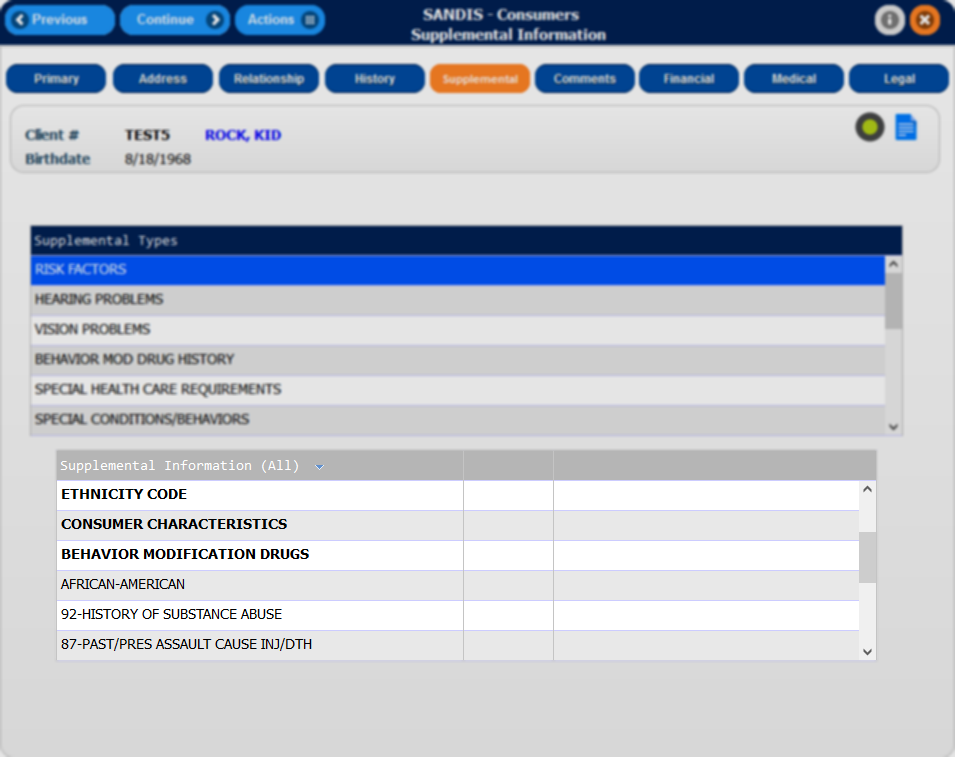 Previous Continue Actions
SANDIS - Consumers
Supplemental Information
Primary Address Relationship History Supplemental Comments Financial Medical Legal
Client # TEST5 ROCK, KID
Birthdate 8/18/1968
Supplemental Types
RISK FACTORS
HEARING PROBLEMS
VISION PROBLEMS
BEHAVIOR MOD DRUG HISTORY
SPECIAL HEALTH CARE REQUIREMENTS
SPECIAL CONDITIONS/BEHAVIORS
Supplemental Information (All)
ETHNICITY CODE
CONSUMER CHARACTERISTICS
BEHAVIOR MODIFICATION DRUGS
AFRICAN-AMERICAN
92-HISTORY OF SUBSTANCE ABUSE
87-PAST/PRES ASSAULT CAUSE INJ/DTH